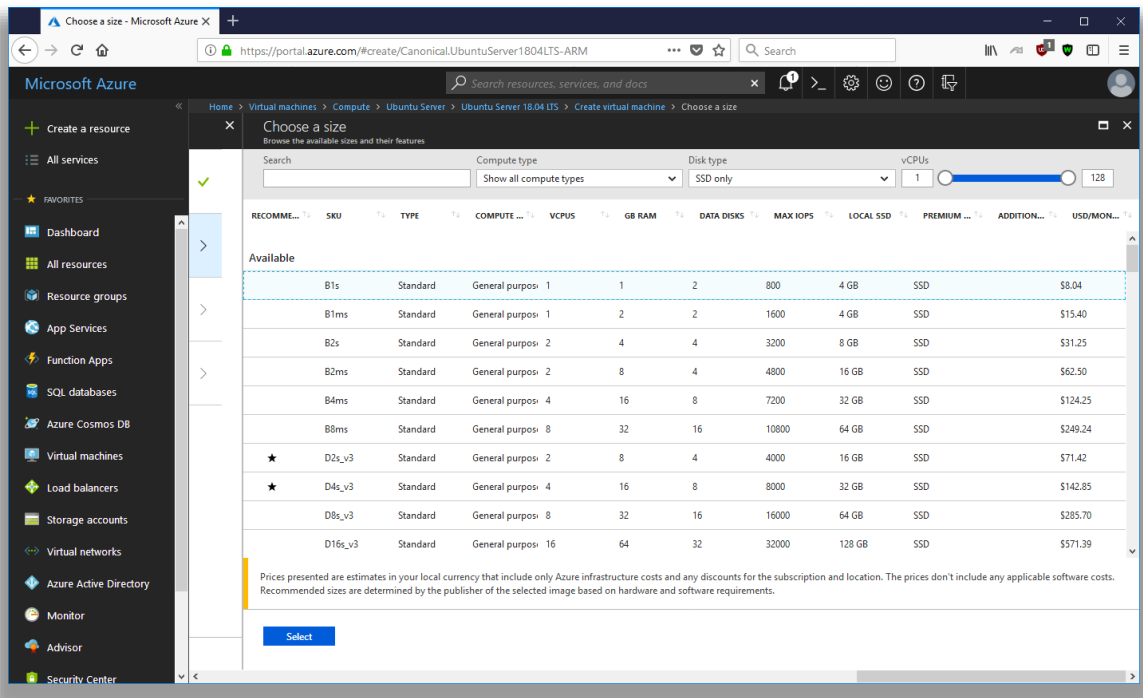 Choose a size - Microsoft Azure
https://portal.azure.com/#create/Canonical.UbuntuServer1804LTS-ARM
Search
Microsoft Azure
Search resources, services, and docs
1
Home > Virtual machines > Compute > Ubuntu Server > Ubuntu Server 18.04 LTS > Create virtual machine > Choose a size
Create a resource
All services
FAVORITES
Dashboard
All resources
Resource groups
App Services
Function Apps
SQL databases
Azure Cosmos DB
Virtual machines
Load balancers
Storage accounts
Virtual networks
Azure Active Directory
Monitor
Advisor
Security Center
Choose a size
Browse the available sizes and their features
Search Compute type Disk type vCPUs
Show all compute types SSD only 1 128
RECOMME... SKU TYPE COMPUTE ... VCPUS GB RAM DATA DISKS MAX IOPS LOCAL SSD PREMIUM ... ADDITION... USD/MON...
Available
B1s Standard General purpos 1 1 2 800 4 GB SSD $8.04
B1ms Standard General purpos 1 2 2 1600 4 GB SSD $15.40
B2s Standard General purpos 2 4 4 3200 8 GB SSD $31.25
B2ms Standard General purpos 2 8 4 4800 16 GB SSD $62.50
B4ms Standard General purpos 4 16 8 7200 32 GB SSD $124.25
B8ms Standard General purpos 8 32 16 10800 64 GB SSD $249.24
★ D2s_v3 Standard General purpos 2 8 4 4000 16 GB SSD $71.42
★ D4s_v3 Standard General purpos 4 16 8 8000 32 GB SSD $142.85
D8s_v3 Standard General purpos 8 32 16 16000 64 GB SSD $285.70
D16s_v3 Standard General purpos 16 64 32 32000 128 GB SSD $571.39
Prices presented are estimates in your local currency that include only Azure infrastructure costs and any discounts for the subscription and location. The prices don't include any applicable software costs.
Recommended sizes are determined by the publisher of the selected image based on hardware and software requirements.
Select